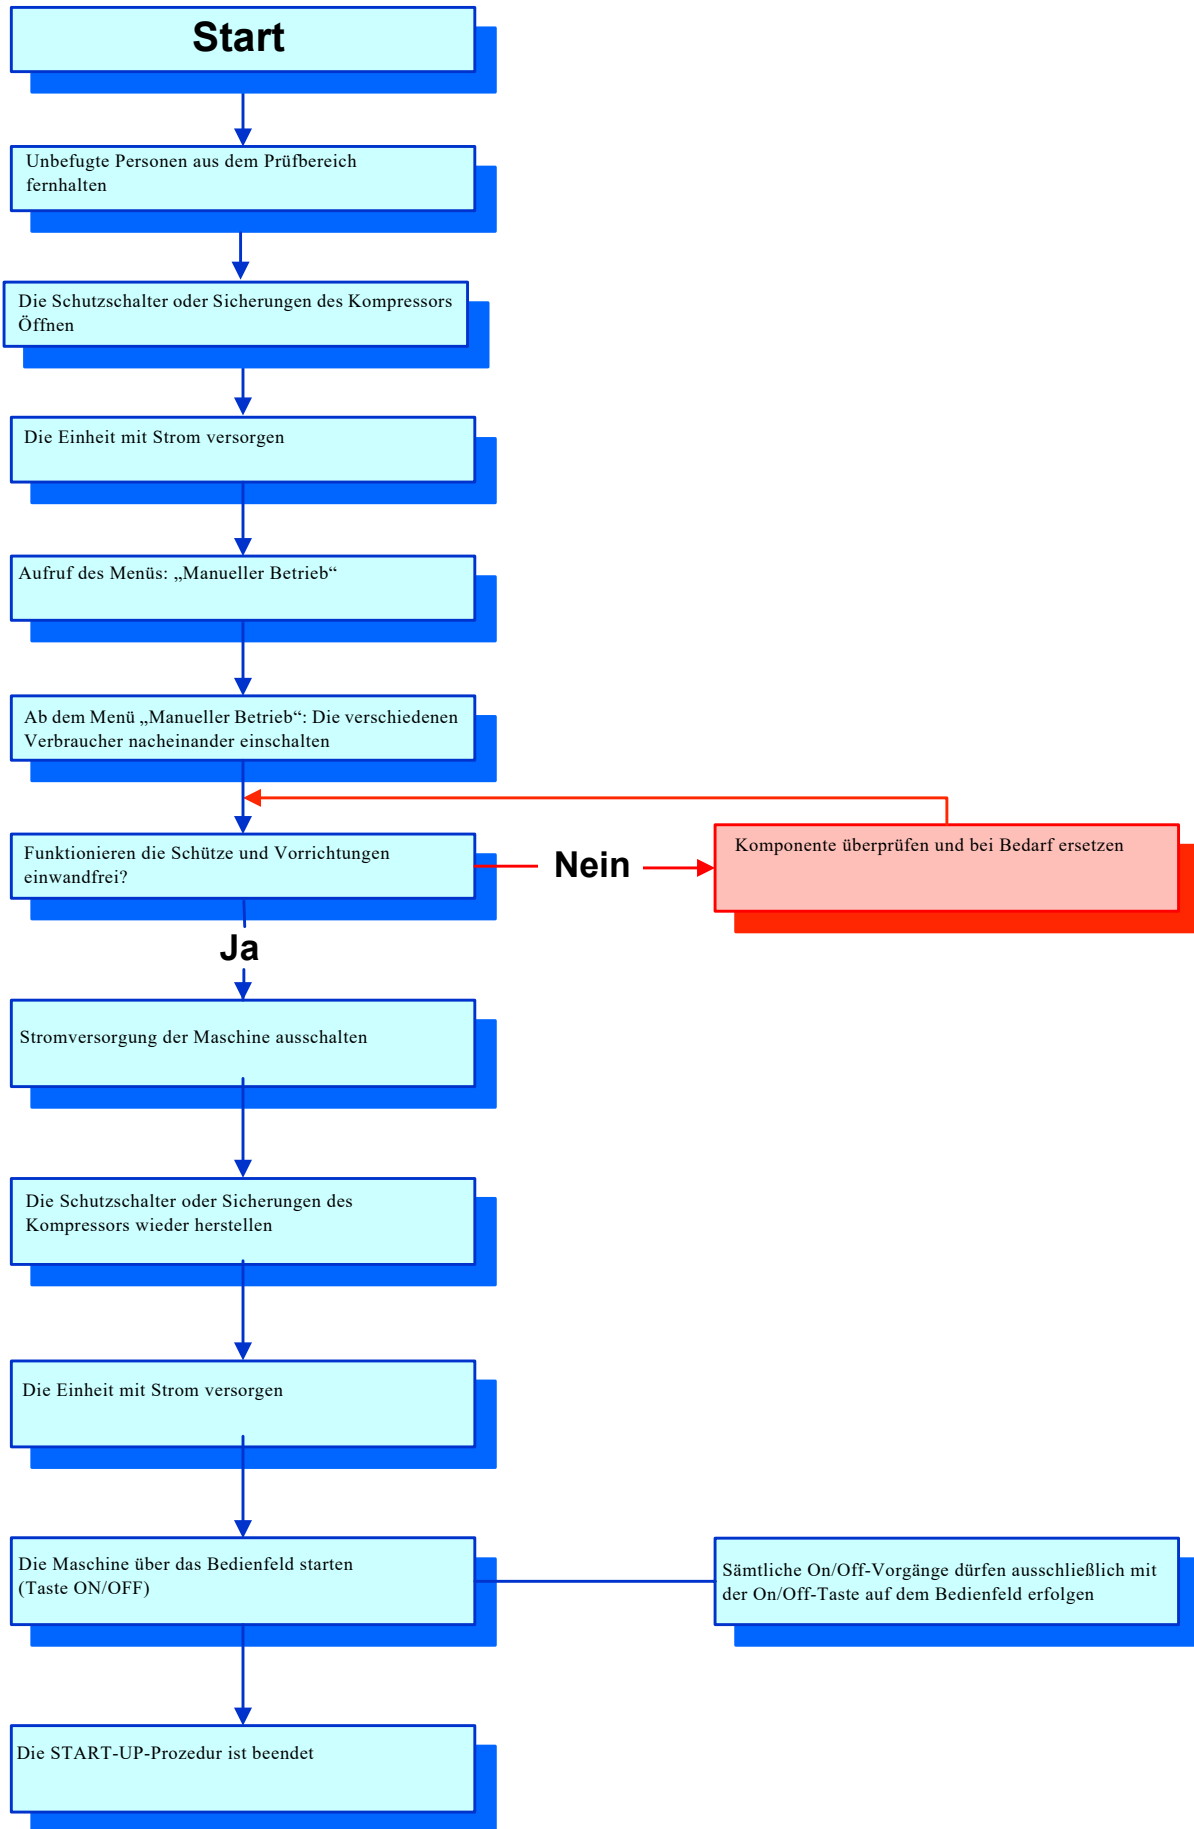 Start
Unbefugte Personen aus dem Prüfbereich
fernhalten
Die Schutzschalter oder Sicherungen des Kompressors
Öffnen
Die Einheit mit Strom versorgen
Aufruf des Menüs: „Manueller Betrieb“
Ab dem Menü „Manueller Betrieb“: Die verschiedenen
Verbraucher nacheinander einschalten
Funktionieren die Schütze und Vorrichtungen
einwandfrei?
Nein
Komponente überprüfen und bei Bedarf ersetzen
Ja
Stromversorgung der Maschine ausschalten
Die Schutzschalter oder Sicherungen des
Kompressors wieder herstellen
Die Einheit mit Strom versorgen
Die Maschine über das Bedienfeld starten
(Taste ON/OFF)
Sämtliche On/Off-Vorgänge dürfen ausschließlich mit
der On/Off-Taste auf dem Bedienfeld erfolgen
Die START-UP-Prozedur ist beendet